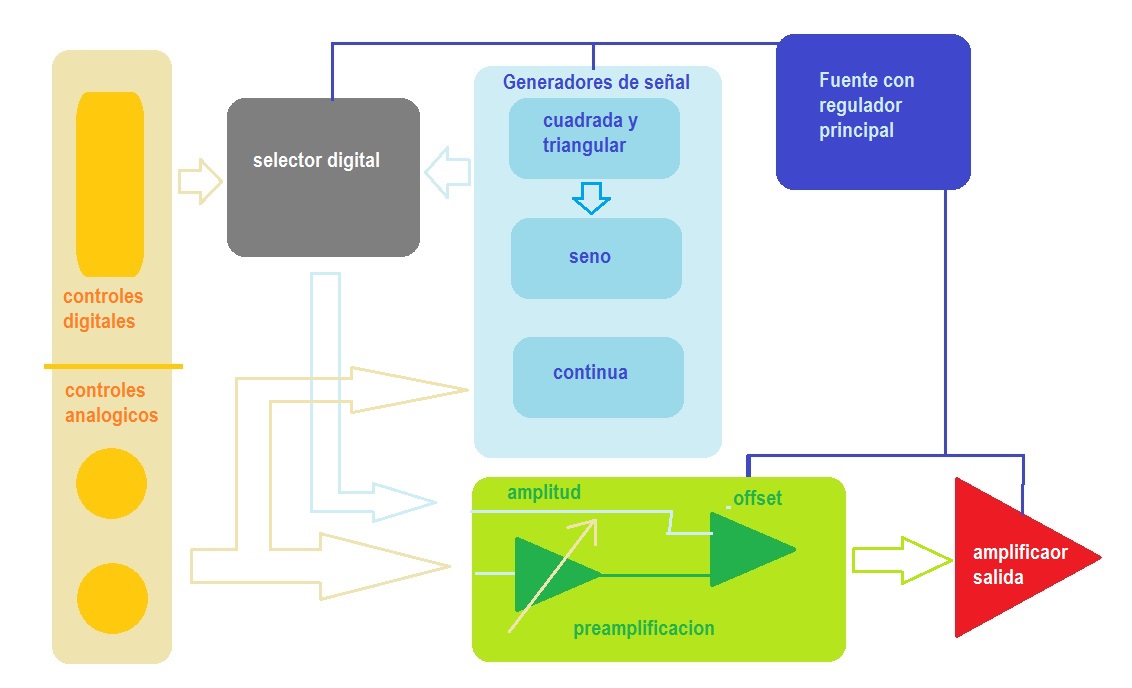 Generadores de señal
cuadrada y
triangular
seno
continua
Fuente con
regulador
principal
selector digital
controles
digitales
controles
analogicos
amplitud
offset
preamplificacion
amplificaor
salida